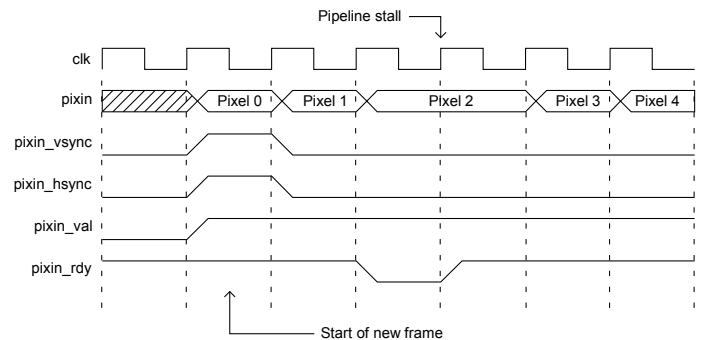 Pipeline stall
clk
pixin
Pixel 0
Pixel 1
PIxel 2
Pixel 3
Pixel 4
pixin_vsync
pixin_hsync
pixin_val
pixin_rdy
Start of new frame